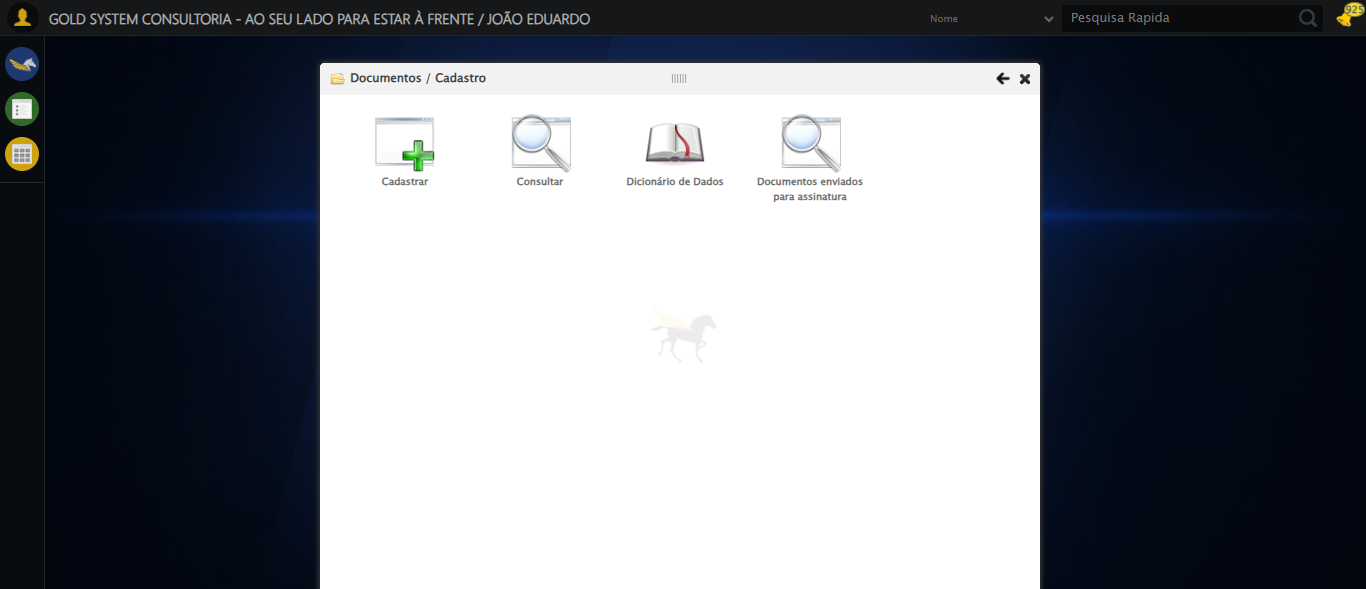 GOLD SYSTEM CONSULTORIA - AO SEU LADO PARA ESTAR À FRENTE / JOÃO EDUARDO
Nome
Pesquisa Rapida
925
Documentos / Cadastro
Cadastrar
Consultar
Dicionário de Dados
Documentos enviados
para assinatura